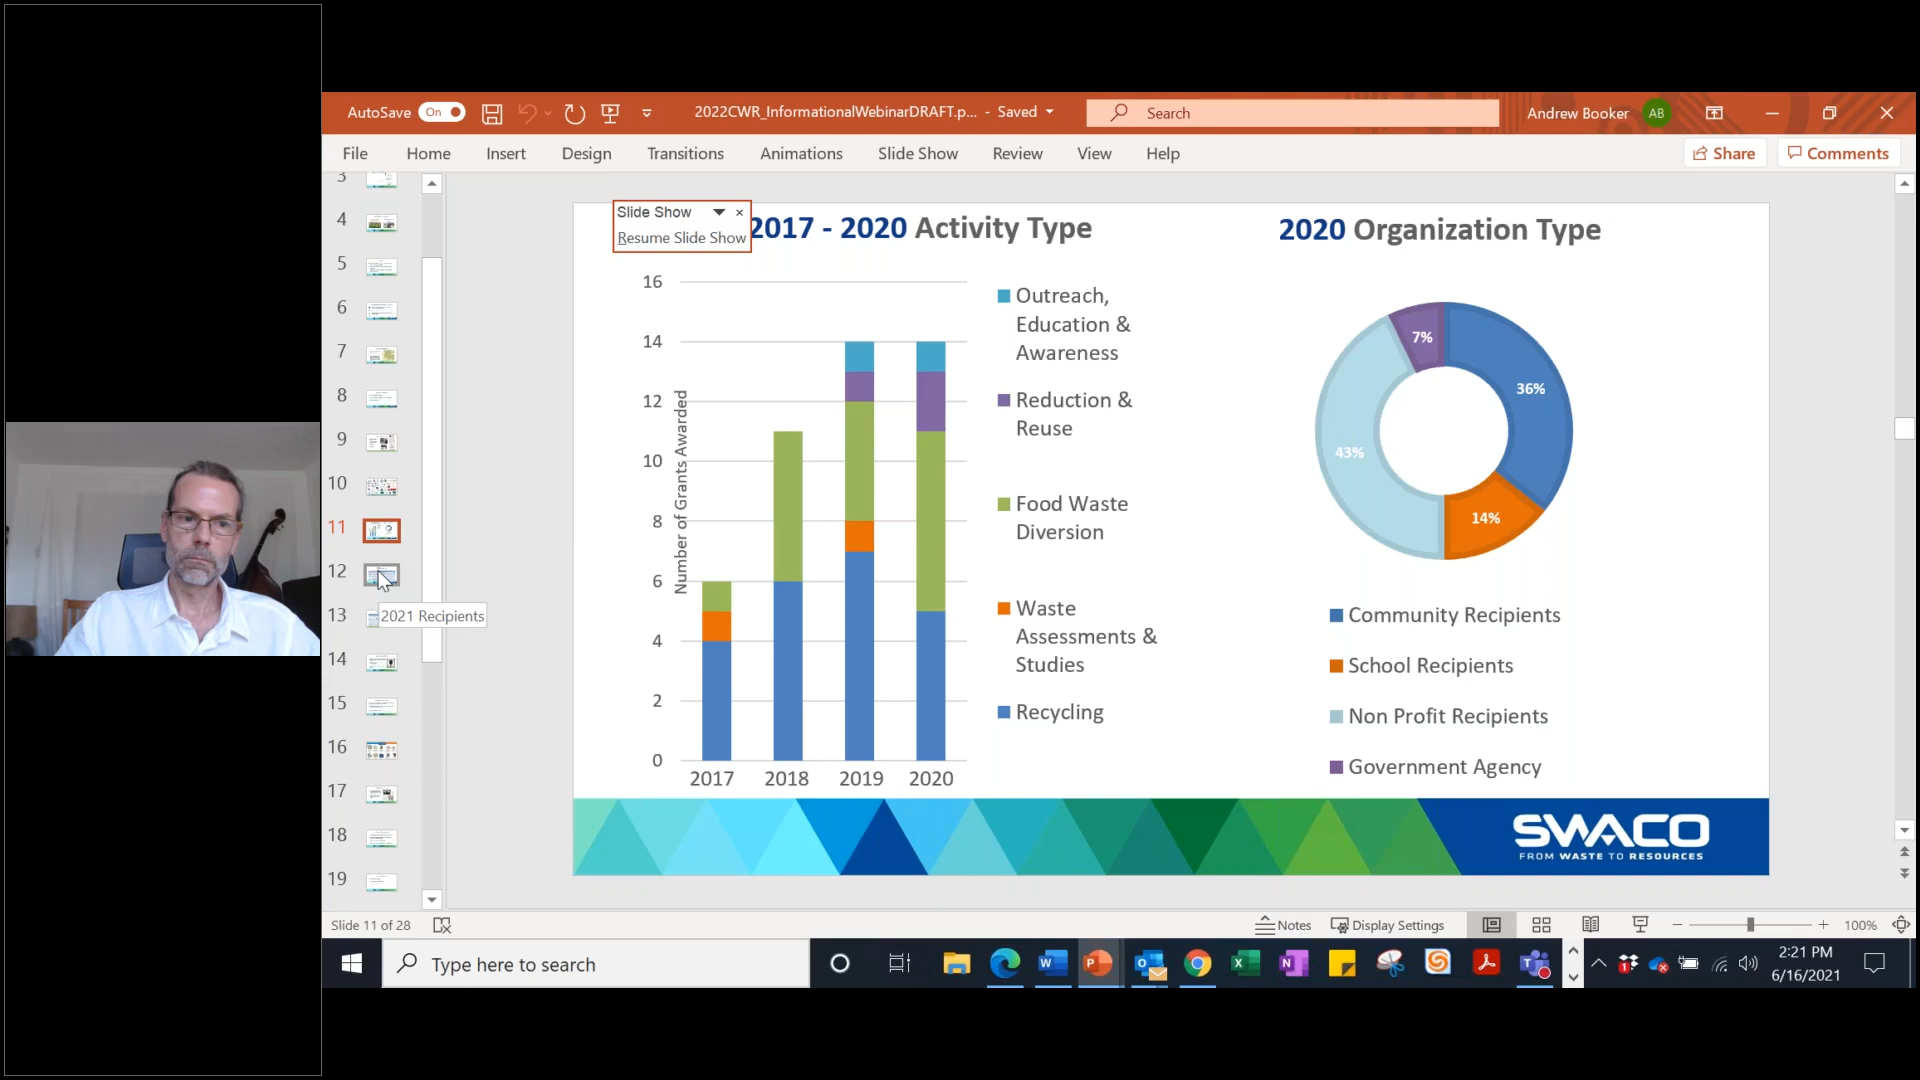 AutoSave On
2022CWR_InformationalWebinarDRAFT.p... - Saved
Search
Andrew Booker AB
File Home Insert Design Transitions Animations Slide Show Review View Help
Share Comments
3
4
5
6
7
8
9
10
11
12
13
14
15
16
17
18
19
2021 Recipients
Slide Show
Resume Slide Show
2017 - 2020 Activity Type
Number of Grants Awarded
16
14
12
10
8
6
4
2
0
2017 2018 2019 2020
Outreach,
Education &
Awareness
Reduction &
Reuse
Food Waste
Diversion
Waste
Assessments &
Studies
Recycling
2020 Organization Type
7%
36%
43%
14%
Community Recipients
School Recipients
Non Profit Recipients
Government Agency
SWACO
FROM WASTE TO RESOURCES
Slide 11 of 28
Notes Display Settings 100%
Type here to search
2:21 PM
6/16/2021